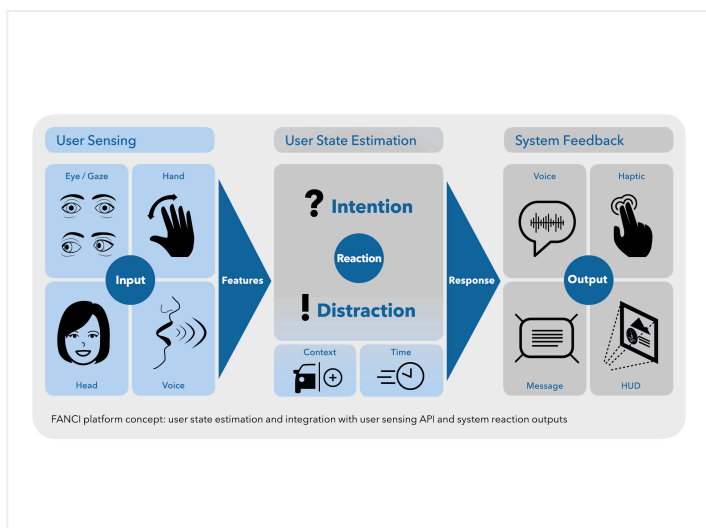 User Sensing
User State Estimation
System Feedback
Eye / Gaze
Hand
Input
Head
Voice
Features
? Intention
Reaction
! Distraction
Context
Time
Response
Voice
Haptic
Output
Message
HUD
FANCI platform concept: user state estimation and integration with user sensing API and system reaction outputs